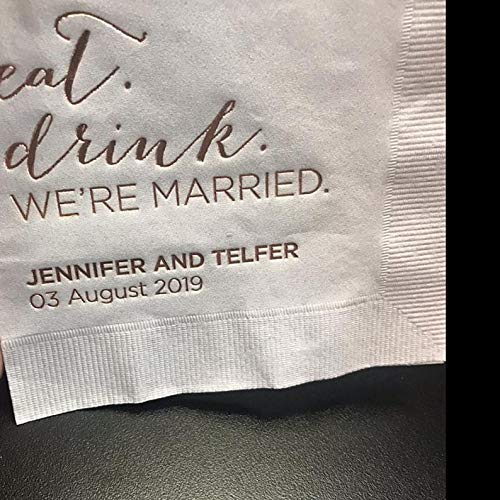 eat.
drink.
WE'RE MARRIED.
JENNIFER AND TELFER
03 August 2019